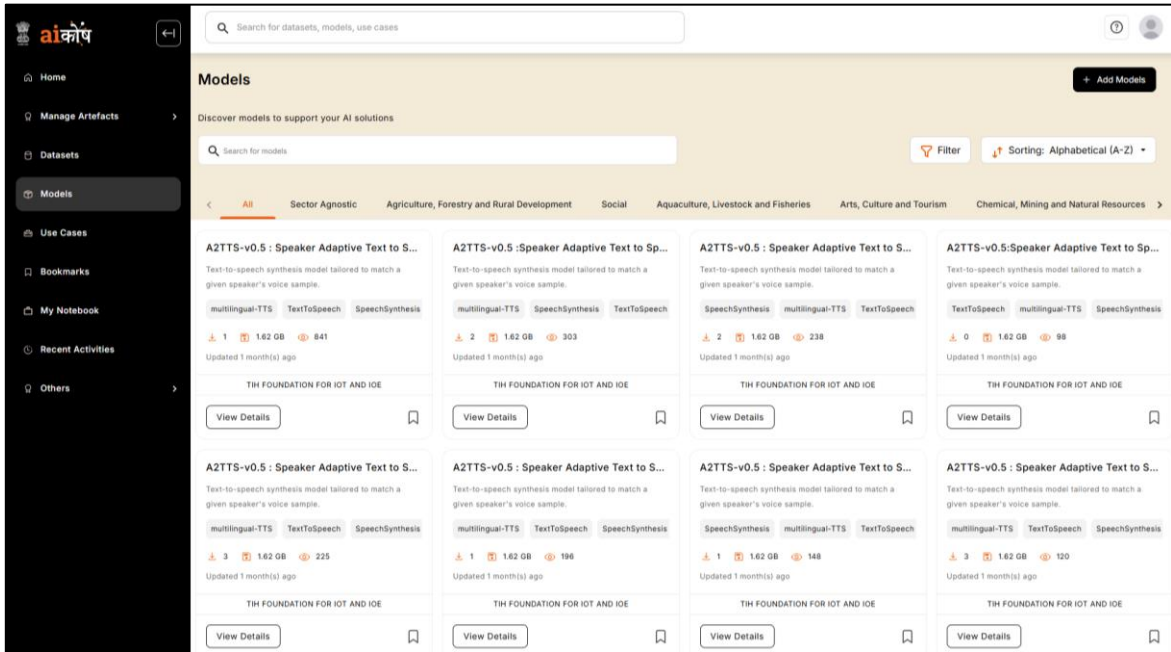 aiकोष
Home
Manage Artefacts
Datasets
Models
Use Cases
Bookmarks
My Notebook
Recent Activities
Others
Search for datasets, models, use cases
Models
+ Add Models
Discover models to support your AI solutions
Search for models
Filter
Sorting: Alphabetical (A-Z)
All Sector Agnostic Agriculture, Forestry and Rural Development Social Aquaculture, Livestock and Fisheries Arts, Culture and Tourism Chemical, Mining and Natural Resources
A2TTS-v0.5 : Speaker Adaptive Text to S...
Text-to-speech synthesis model tailored to match a
given speaker's voice sample.
multilingual-TTS TextToSpeech SpeechSynthesis
1 1.62 GB 841
Updated 1 month(s) ago
TIH FOUNDATION FOR IOT AND IOE
View Details
A2TTS-v0.5 :Speaker Adaptive Text to Sp...
Text-to-speech synthesis model tailored to match a
given speaker's voice sample.
multilingual-TTS SpeechSynthesis TextToSpeech
2 1.62 GB 303
Updated 1 month(s) ago
TIH FOUNDATION FOR IOT AND IOE
View Details
A2TTS-v0.5 : Speaker Adaptive Text to S...
Text-to-speech synthesis model tailored to match a
given speaker's voice sample.
SpeechSynthesis multilingual-TTS TextToSpeech
2 1.62 GB 238
Updated 1 month(s) ago
TIH FOUNDATION FOR IOT AND IOE
View Details
A2TTS-v0.5:Speaker Adaptive Text to Sp...
Text-to-speech synthesis model tailored to match a
given speaker's voice sample.
TextToSpeech multilingual-TTS SpeechSynthesis
0 1.62 GB 98
Updated 1 month(s) ago
TIH FOUNDATION FOR IOT AND IOE
View Details
A2TTS-v0.5 : Speaker Adaptive Text to S...
Text-to-speech synthesis model tailored to match a
given speaker's voice sample.
multilingual-TTS TextToSpeech SpeechSynthesis
3 1.62 GB 225
Updated 1 month(s) ago
TIH FOUNDATION FOR IOT AND IOE
View Details
A2TTS-v0.5 : Speaker Adaptive Text to S...
Text-to-speech synthesis model tailored to match a
given speaker's voice sample.
multilingual-TTS TextToSpeech SpeechSynthesis
1 1.62 GB 196
Updated 1 month(s) ago
TIH FOUNDATION FOR IOT AND IOE
View Details
A2TTS-v0.5 : Speaker Adaptive Text to S...
Text-to-speech synthesis model tailored to match a
given speaker's voice sample.
SpeechSynthesis multilingual-TTS TextToSpeech
1 1.62 GB 148
Updated 1 month(s) ago
TIH FOUNDATION FOR IOT AND IOE
View Details
A2TTS-v0.5 : Speaker Adaptive Text to S...
Text-to-speech synthesis model tailored to match a
given speaker's voice sample.
multilingual-TTS TextToSpeech SpeechSynthesis
3 1.62 GB 120
Updated 1 month(s) ago
TIH FOUNDATION FOR IOT AND IOE
View Details